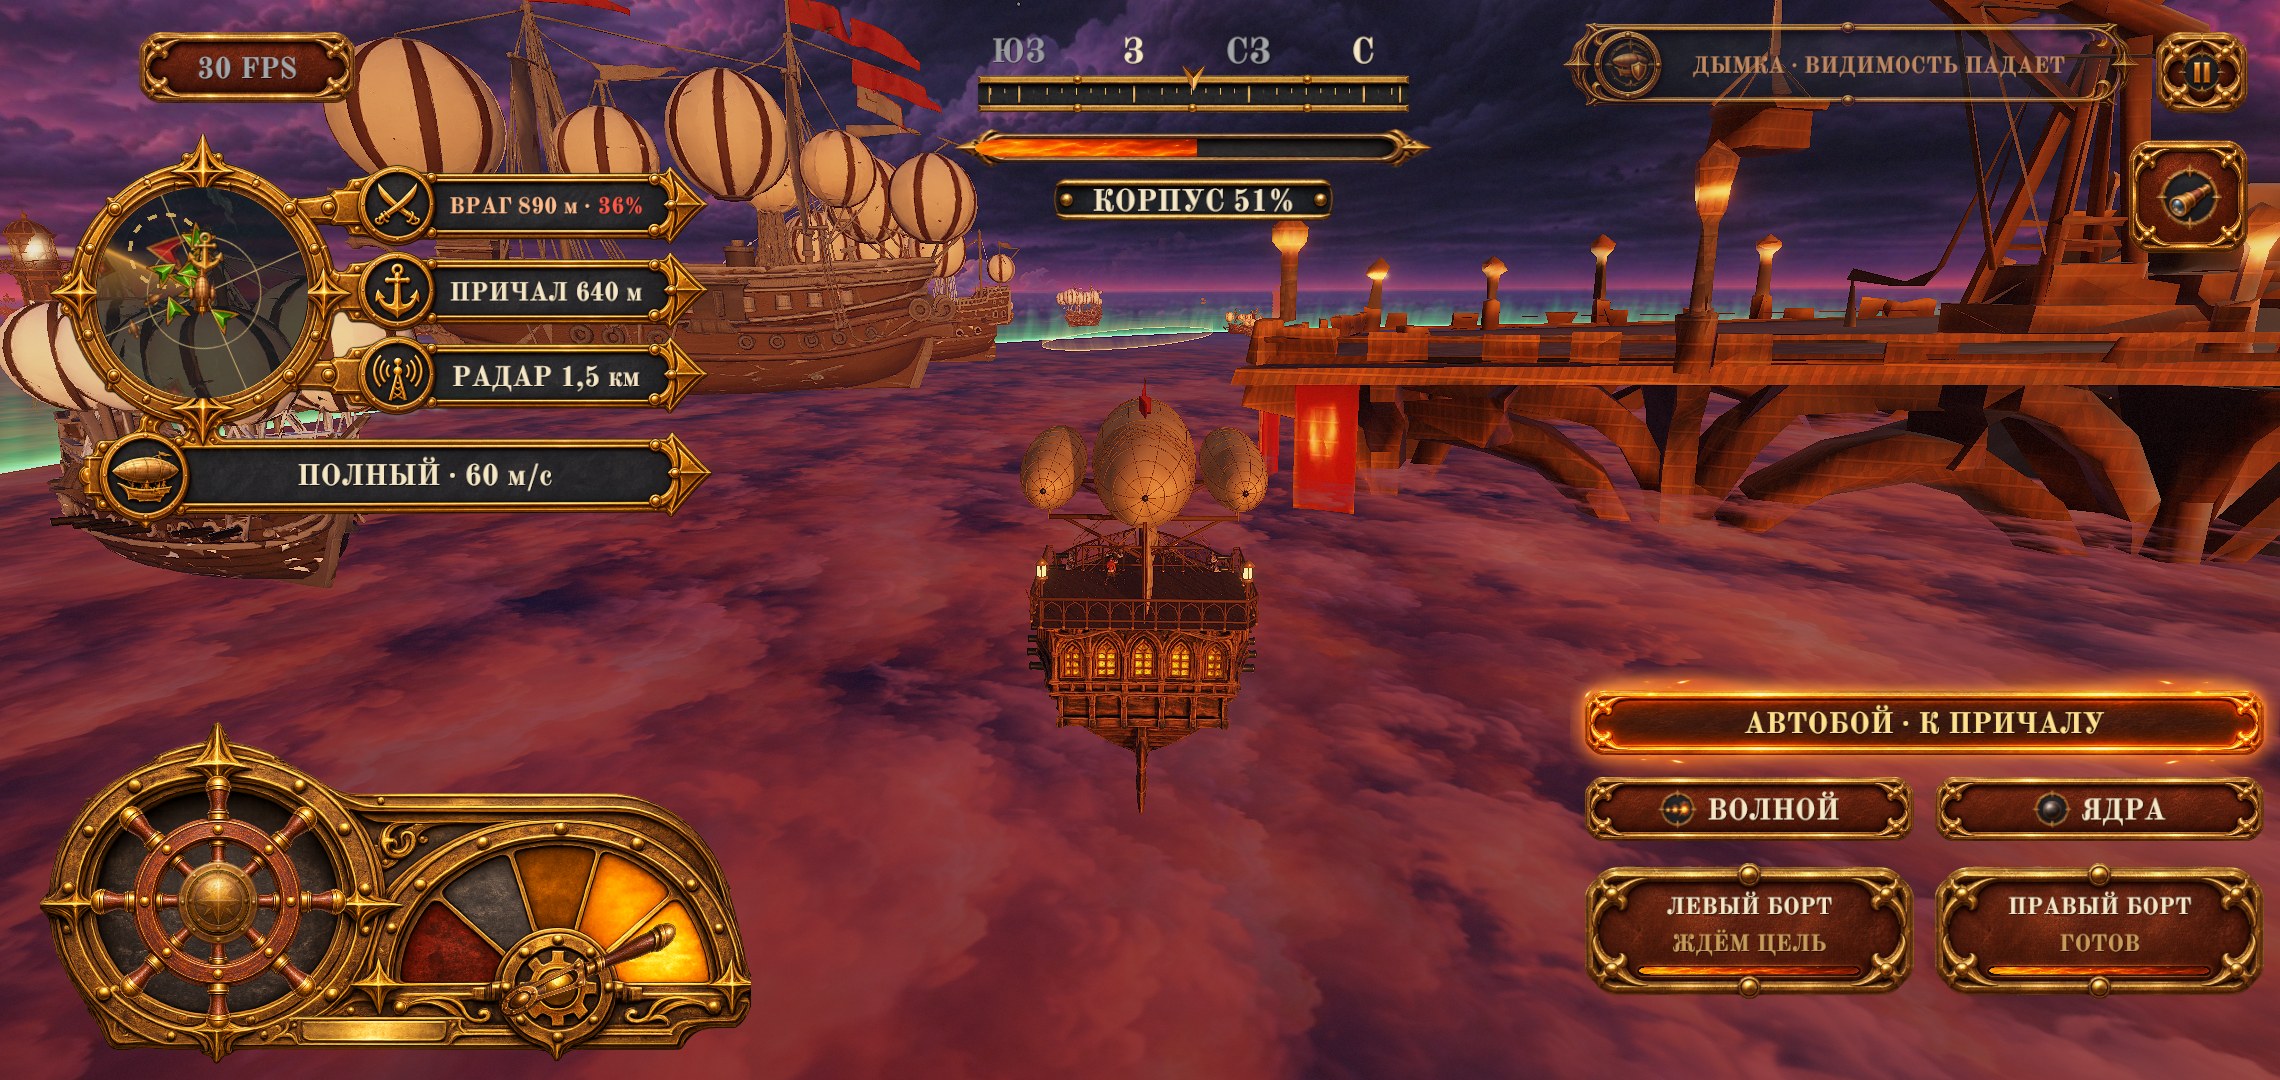 30 FPS
ЮЗ З СЗ С
ДЫМКА · ВИДИМОСТЬ ПАДАЕТ
КОРПУС 51%
ВРАГ 890 м · 36%
ПРИЧАЛ 640 м
РАДАР 1,5 км
ПОЛНЫЙ · 60 м/с
АВТОБОЙ · К ПРИЧАЛУ
ВОЛНОЙ
ЯДРА
ЛЕВЫЙ БОРТ
ЖДЁМ ЦЕЛЬ
ПРАВЫЙ БОРТ
ГОТОВ